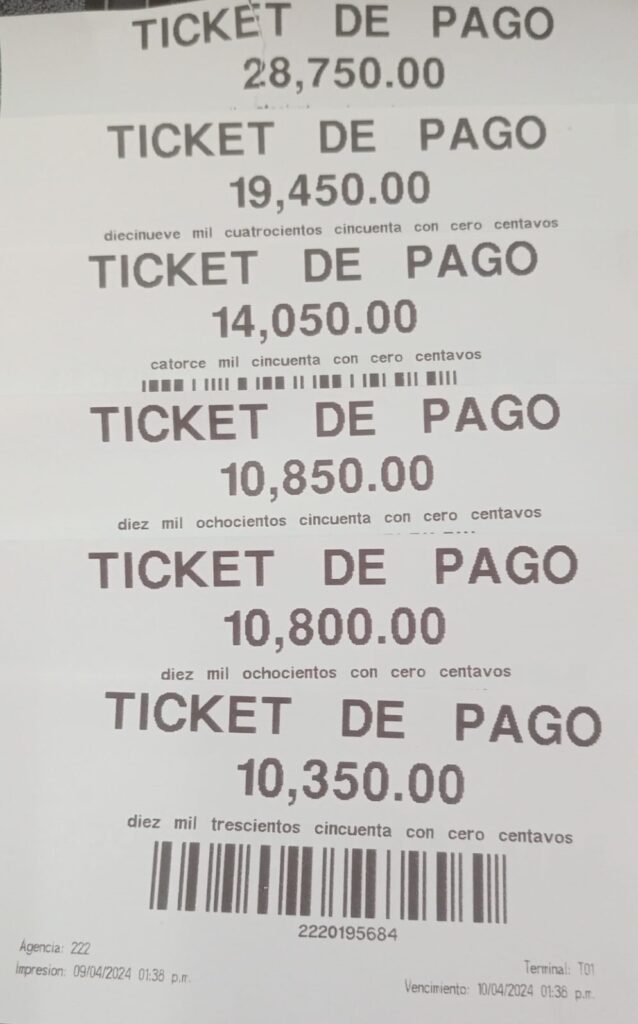 TICKET DE PAGO
28,750.00
TICKET DE PAGO
19,450.00
diecinueve mil cuatrocientos cincuenta con cero centavos
TICKET DE PAGO
14,050.00
catorce mil cincuenta con cero centavos
TICKET DE PAGO
10,850.00
diez mil ochocientos cincuenta con cero centavos
TICKET DE PAGO
10,800.00
diez mil ochocientos con cero centavos
TICKET DE PAGO
10,350.00
diez mil trescientos cincuenta con cero centavos
2220195684
Agencia: 222
Impresion: 09/04/2024 01:38 p.m.
Terminal: T01
Vencimiento: 10/04/2024 01:38 p.m.